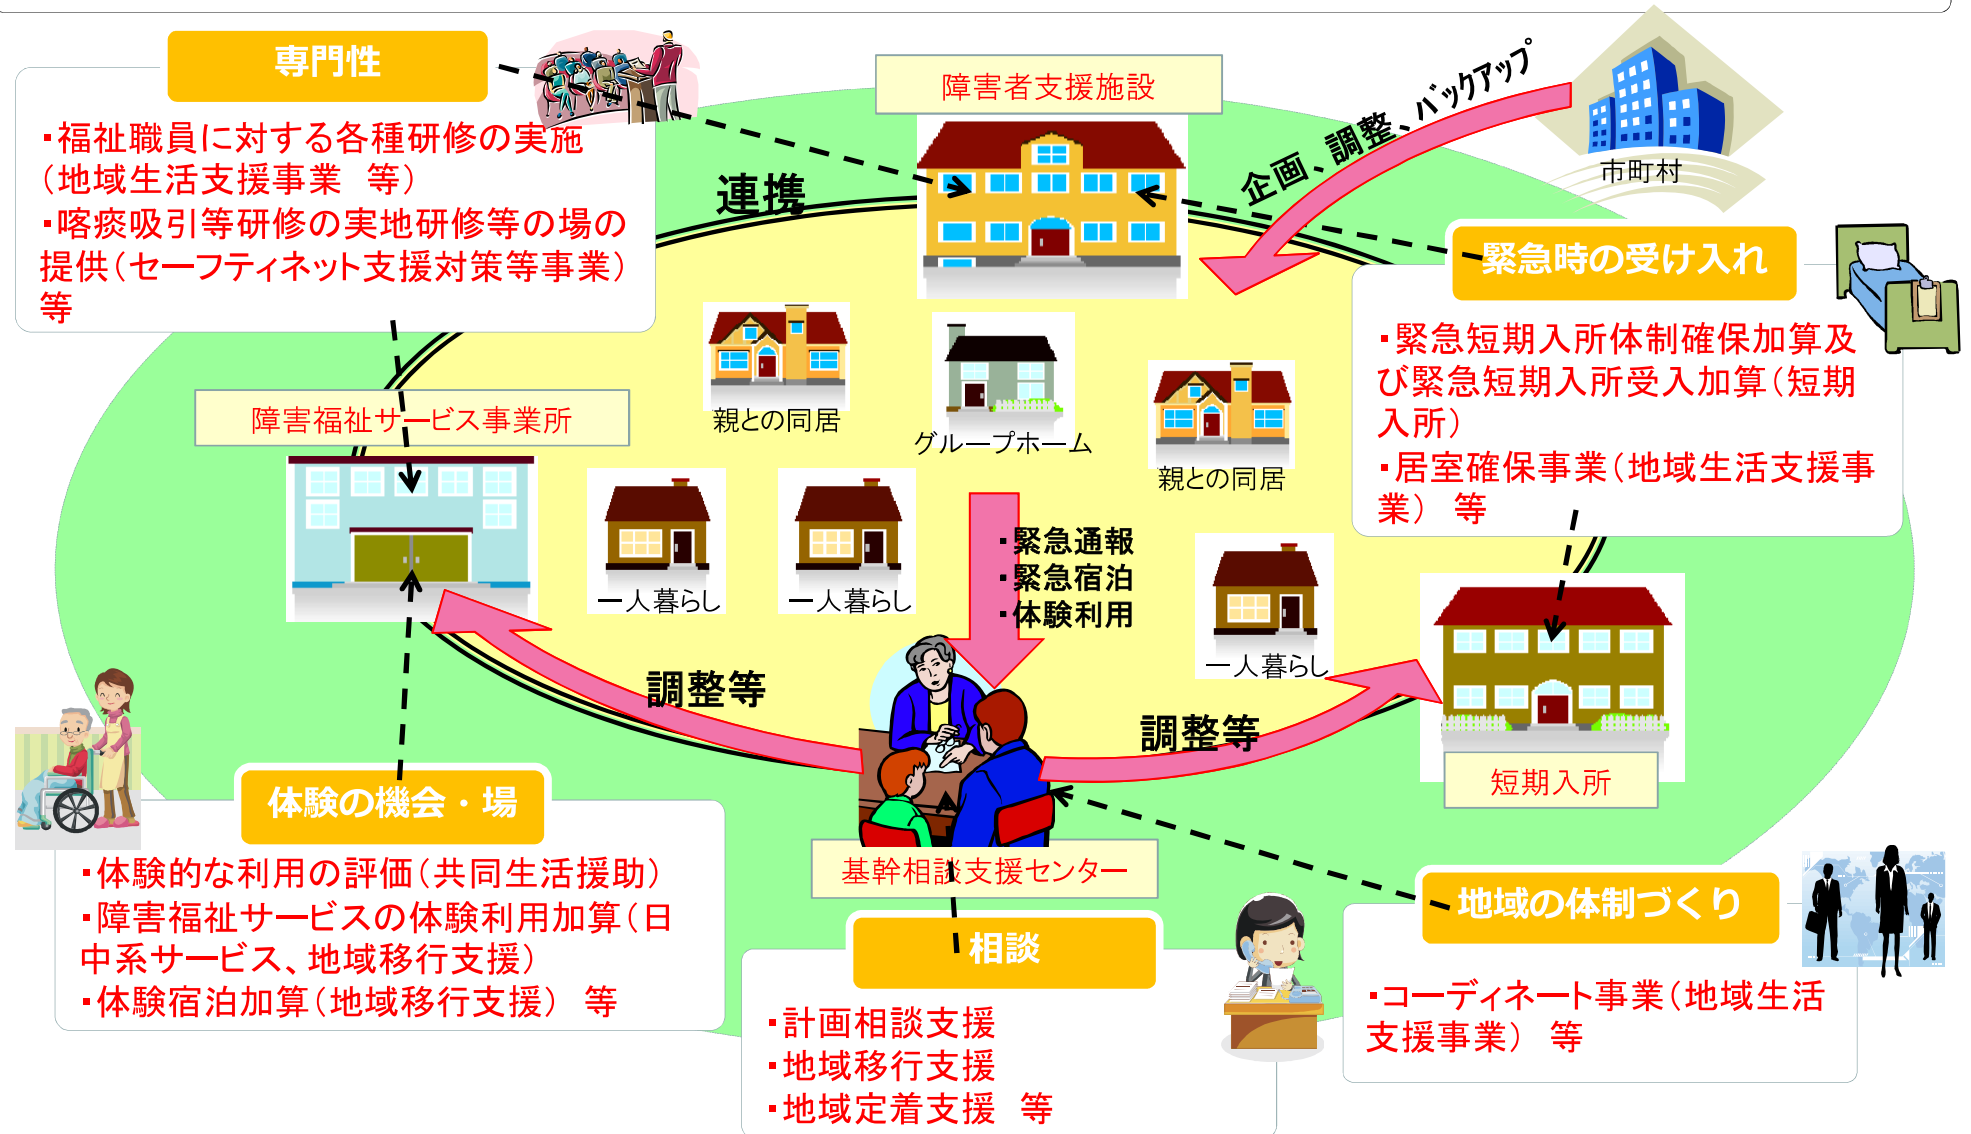 専門性
・福祉職員に対する各種研修の実施
（地域生活支援事業　等）
・喀痰吸引等研修の実地研修等の場の
提供（セーフティネット支援対策等事業）
等
障害者支援施設
連携
企画、調整、バックアップ
市町村
緊急時の受け入れ
・緊急短期入所体制確保加算及
び緊急短期入所受入加算（短期
入所）
・居室確保事業（地域生活支援事
業）　等
障害福祉サービス事業所
親との同居
グループホーム
親との同居
一人暮らし
一人暮らし
・緊急通報
・緊急宿泊
・体験利用
一人暮らし
調整等
調整等
短期入所
体験の機会・場
・体験的な利用の評価（共同生活援助）
・障害福祉サービスの体験利用加算（日
中系サービス、地域移行支援）
・体験宿泊加算（地域移行支援）　等
基幹相談支援センター
相談
・計画相談支援
・地域移行支援
・地域定着支援　等
地域の体制づくり
・コーディネート事業（地域生活
支援事業）　等